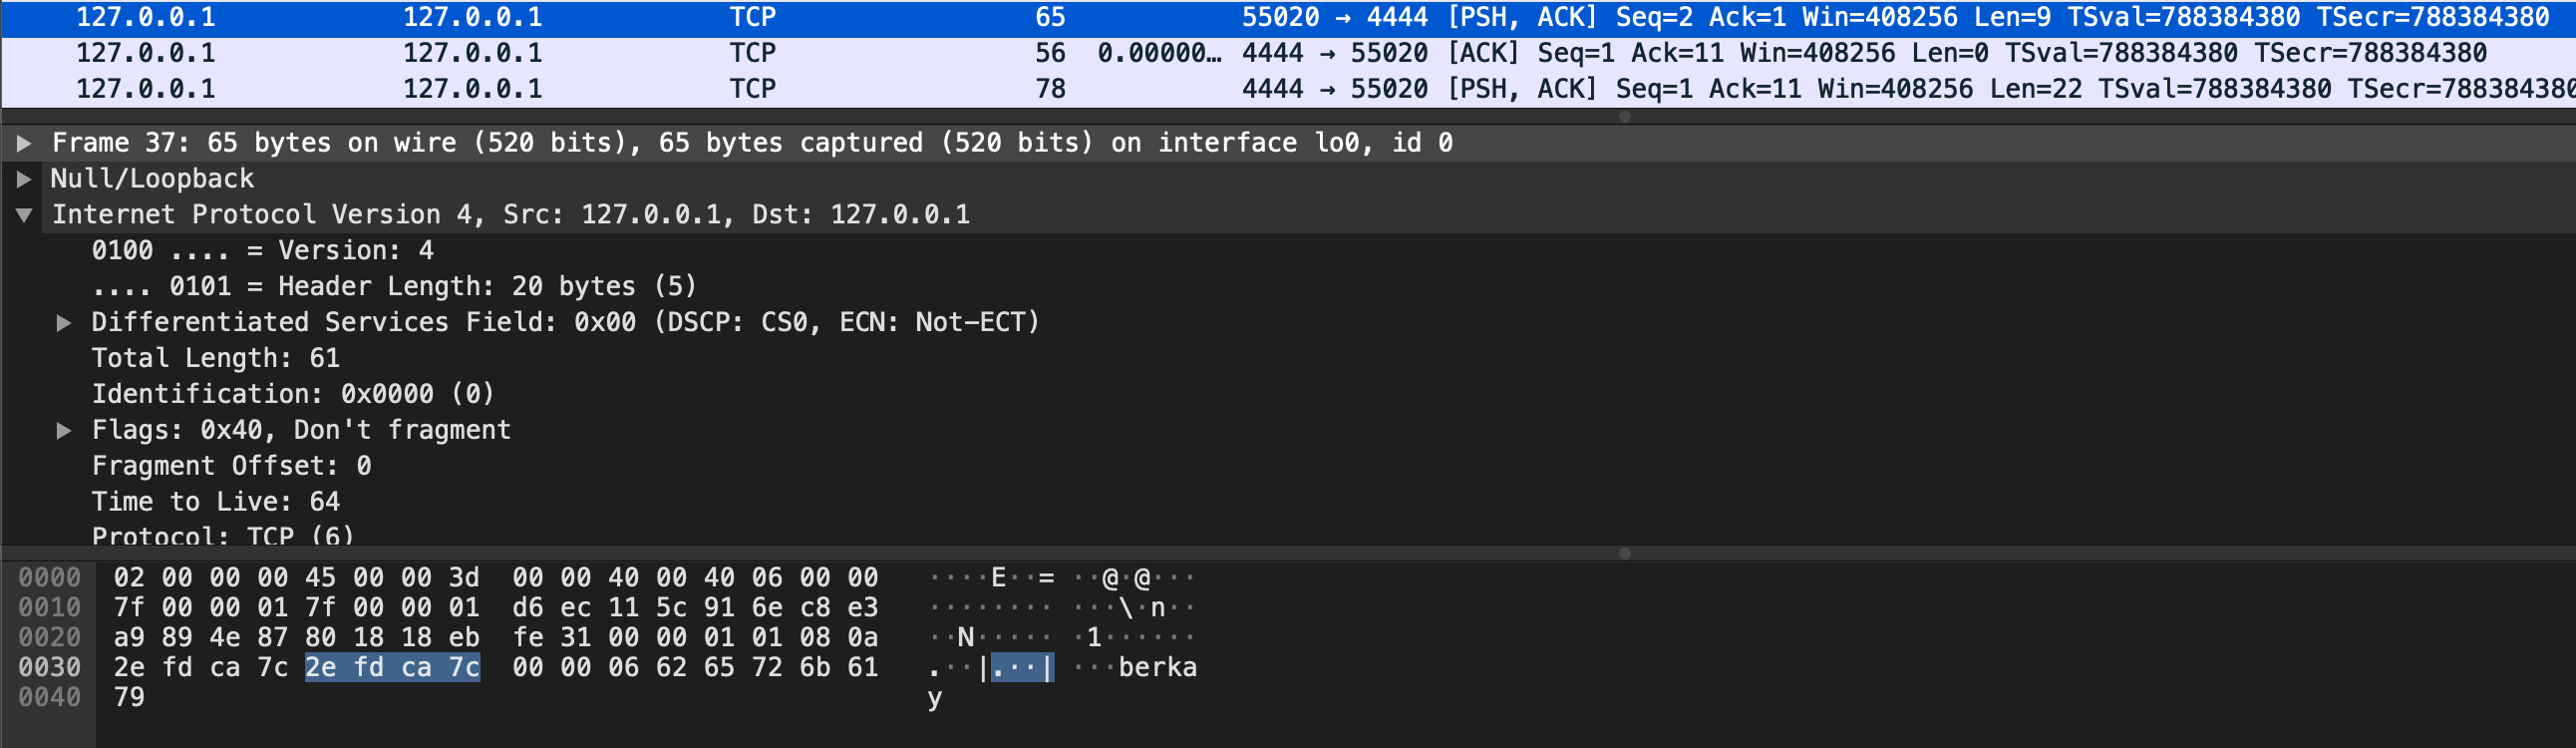 127.0.0.1 127.0.0.1 TCP 65 55020 → 4444 [PSH, ACK] Seq=2 Ack=1 Win=408256 Len=9 TSval=788384380 TSecr=788384380
127.0.0.1 127.0.0.1 TCP 56 0.00000… 4444 → 55020 [ACK] Seq=1 Ack=11 Win=408256 Len=0 TSval=788384380 TSecr=788384380
127.0.0.1 127.0.0.1 TCP 78 4444 → 55020 [PSH, ACK] Seq=1 Ack=11 Win=408256 Len=22 TSval=788384380 TSecr=788384380
Frame 37: 65 bytes on wire (520 bits), 65 bytes captured (520 bits) on interface lo0, id 0
Null/Loopback
Internet Protocol Version 4, Src: 127.0.0.1, Dst: 127.0.0.1
0100 .... = Version: 4
.... 0101 = Header Length: 20 bytes (5)
Differentiated Services Field: 0x00 (DSCP: CS0, ECN: Not-ECT)
Total Length: 61
Identification: 0x0000 (0)
Flags: 0x40, Don't fragment
Fragment Offset: 0
Time to Live: 64
Protocol: TCP (6)
0000 02 00 00 00 45 00 00 3d 00 00 40 00 40 06 00 00 ····E··= ··@·@···
0010 7f 00 00 01 7f 00 00 01 d6 ec 11 5c 91 6e c8 e3 ········ ···\·n··
0020 a9 89 4e 87 80 18 18 eb fe 31 00 00 01 01 08 0a ··N····· ·1······
0030 2e fd ca 7c 2e fd ca 7c 00 00 06 62 65 72 6b 61 .··|.··| ···berka
0040 79 y